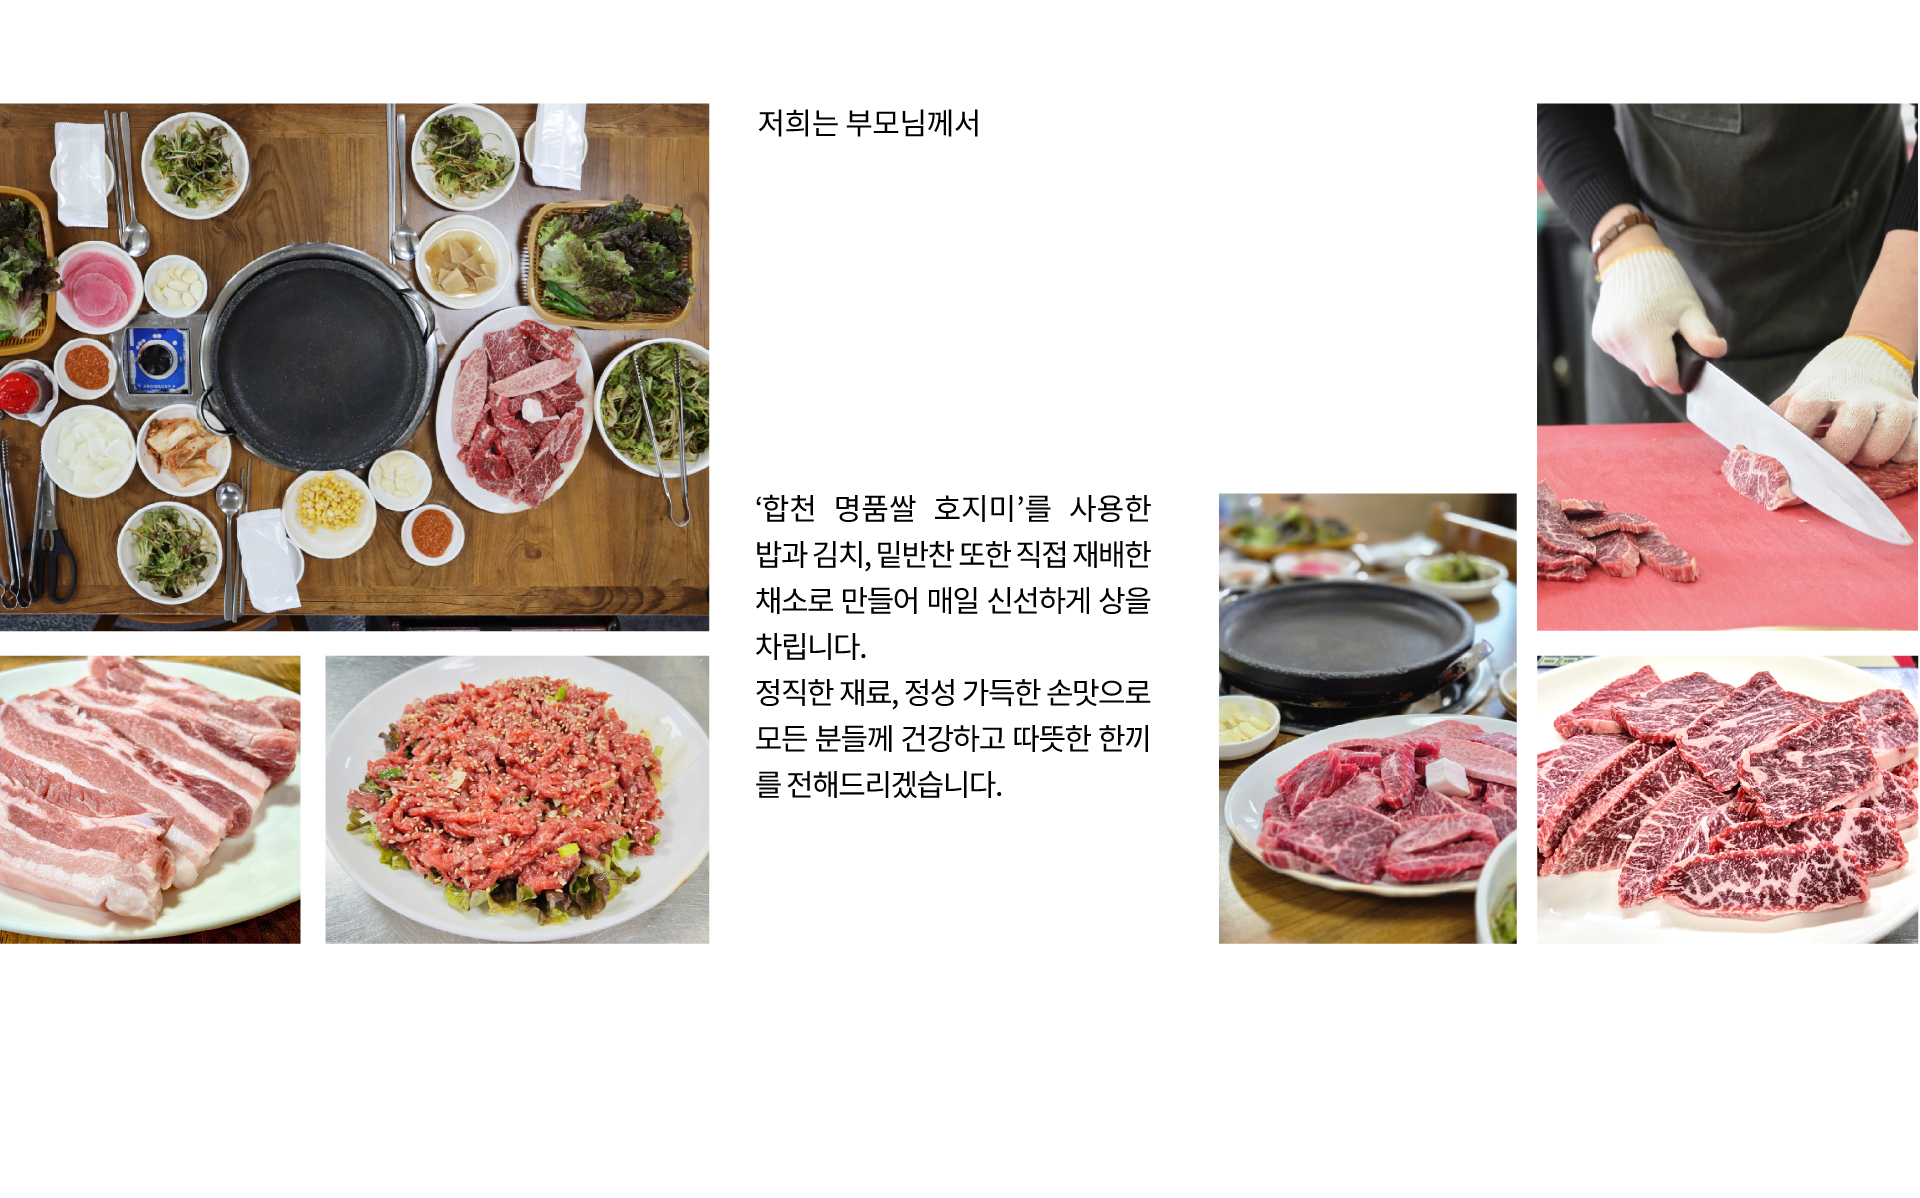 저희는 부모님께서
‘합천 명품쌀 호지미’를 사용한
밥과 김치, 밑반찬 또한 직접 재배한
채소로 만들어 매일 신선하게 상을
차립니다.
정직한 재료, 정성 가득한 손맛으로
모든 분들께 건강하고 따뜻한 한끼
를 전해드리겠습니다.